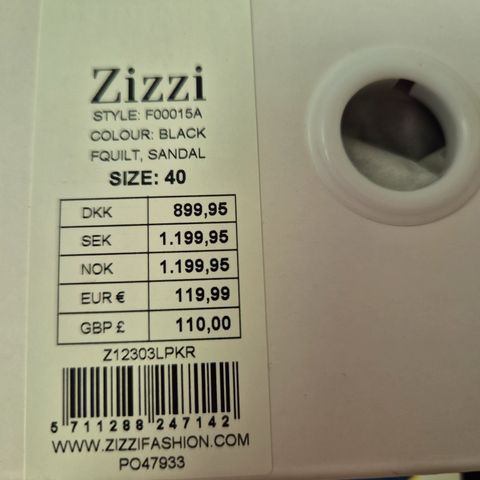 Zizzi
STYLE: F00015A
COLOUR: BLACK
FQUILT, SANDAL
SIZE: 40
DKK 899,95
SEK 1.199,95
NOK 1.199,95
EUR € 119,99
GBP £ 110,00
Z12303LPKR
5 711288 247142
WWW.ZIZZIFASHION.COM
PO47933